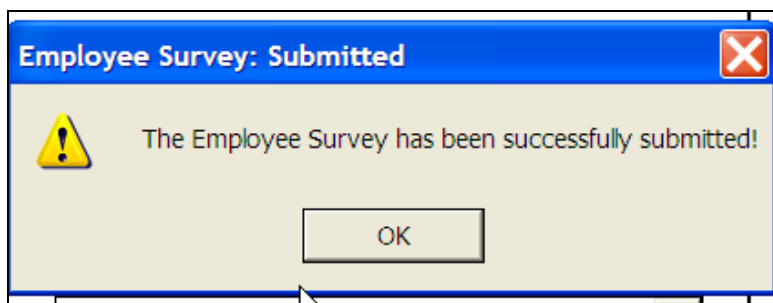 Employee Survey: Submitted
The Employee Survey has been successfully submitted!
OK